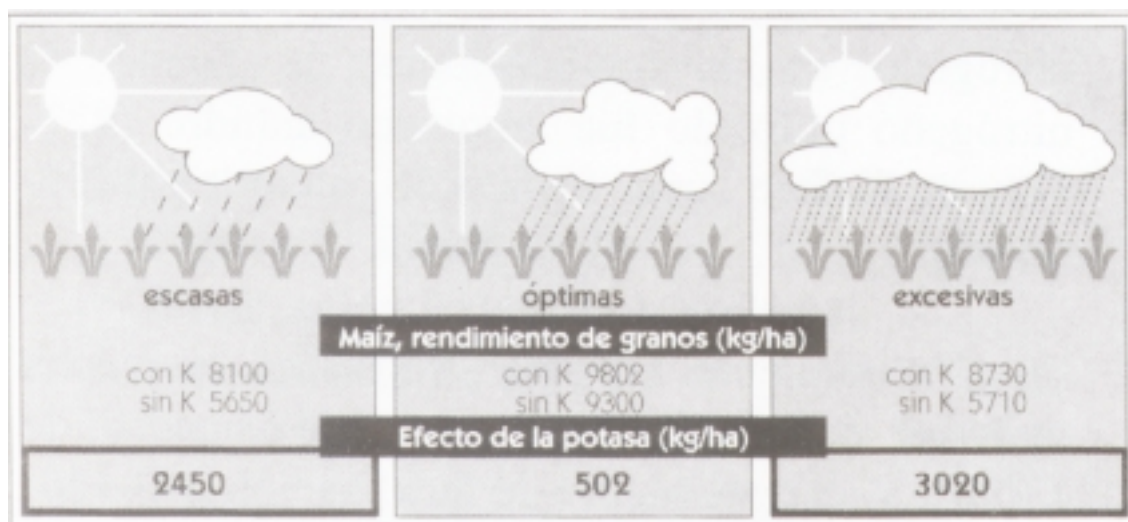 escasas
óptimas
excesivas
Maíz, rendimiento de granos (kg/ha)
con K 8100
sin K 5650
con K 9802
sin K 9300
con K 8730
sin K 5710
Efecto de la potasa (kg/ha)
2450
502
3020